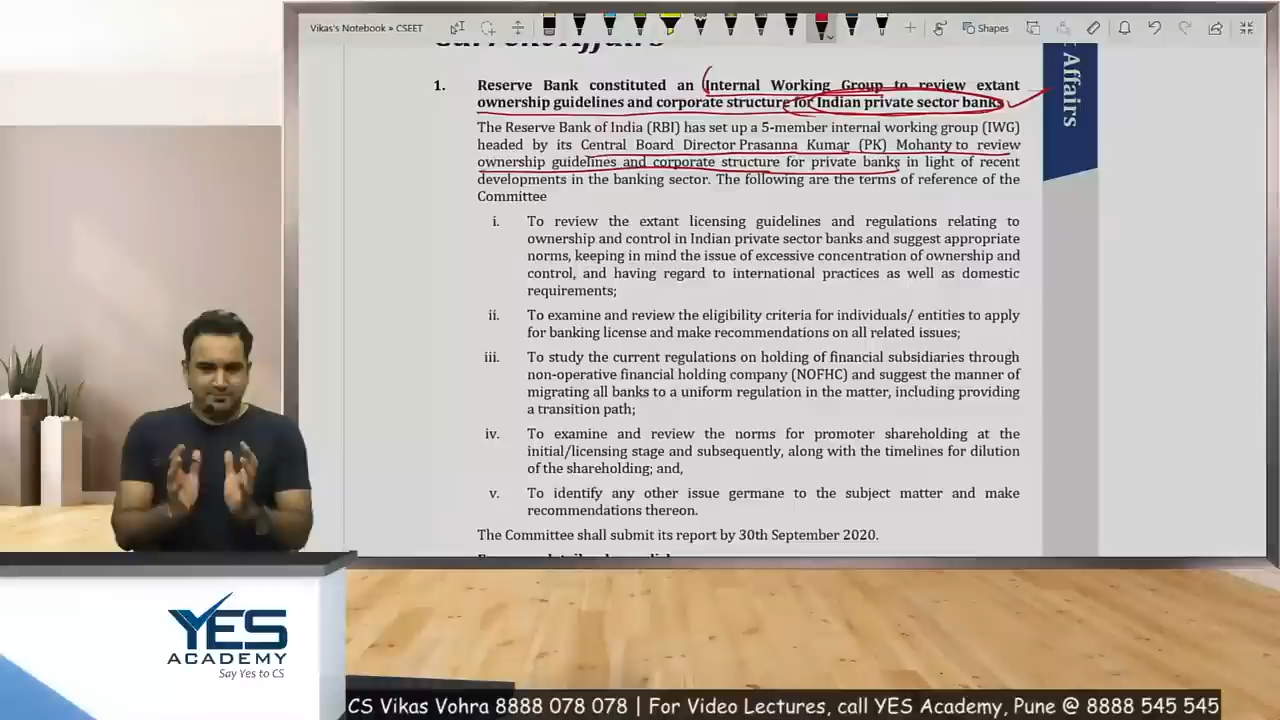 Vikas's Notebook » CSEET
Shapes
Current Affairs
Affairs
1. Reserve Bank constituted an Internal Working Group to review extant
ownership guidelines and corporate structure for Indian private sector banks
The Reserve Bank of India (RBI) has set up a 5-member internal working group (IWG)
headed by its Central Board Director Prasanna Kumar (PK) Mohanty to review
ownership guidelines and corporate structure for private banks in light of recent
developments in the banking sector. The following are the terms of reference of the
Committee
i. To review the extant licensing guidelines and regulations relating to
ownership and control in Indian private sector banks and suggest appropriate
norms, keeping in mind the issue of excessive concentration of ownership and
control, and having regard to international practices as well as domestic
requirements;
ii. To examine and review the eligibility criteria for individuals/ entities to apply
for banking license and make recommendations on all related issues;
iii. To study the current regulations on holding of financial subsidiaries through
non-operative financial holding company (NOFHC) and suggest the manner of
migrating all banks to a uniform regulation in the matter, including providing
a transition path;
iv. To examine and review the norms for promoter shareholding at the
initial/licensing stage and subsequently, along with the timelines for dilution
of the shareholding; and,
v. To identify any other issue germane to the subject matter and make
recommendations thereon.
The Committee shall submit its report by 30th September 2020.
YES
ACADEMY
Say Yes to CS
CS Vikas Vohra 8888 078 078 | For Video Lectures, call YES Academy, Pune @ 8888 545 545